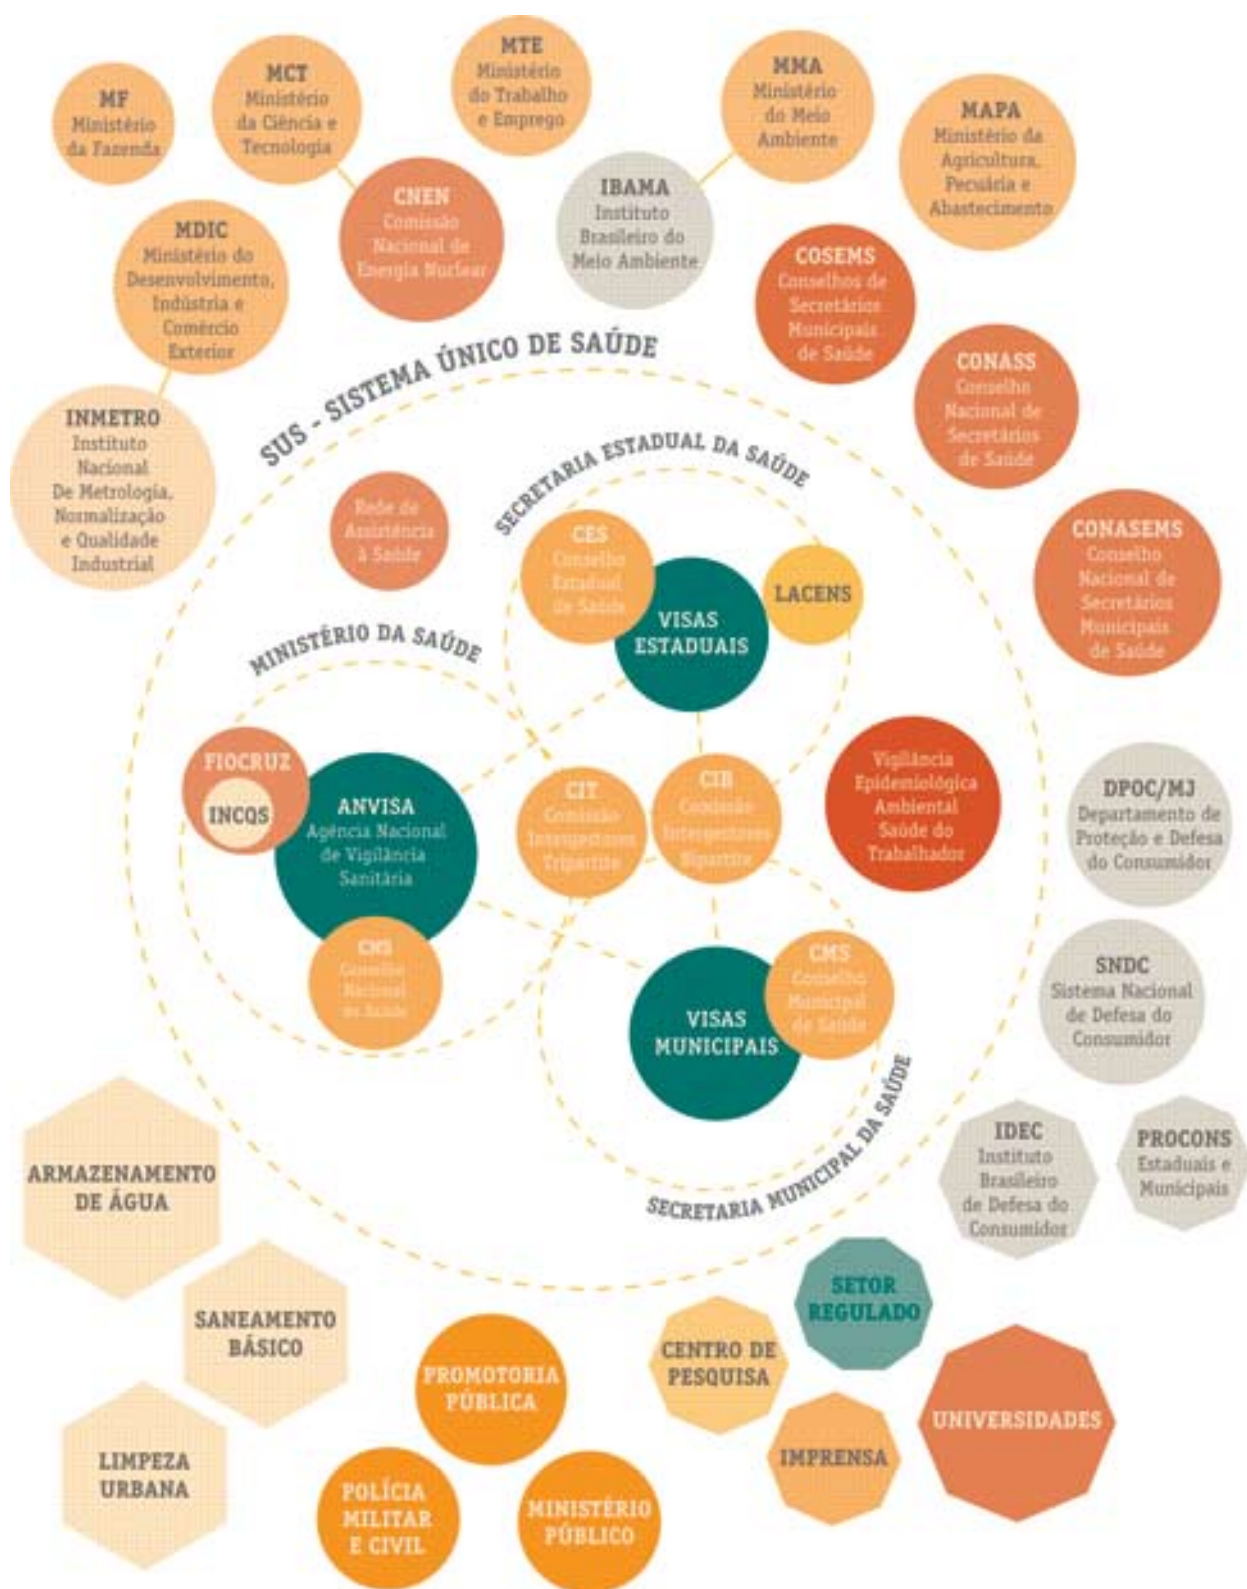 MF
Ministério
da Fazenda
MCT
Ministério
da Ciência e
Tecnologia
MTE
Ministério
do Trabalho
e Emprego
MMA
Ministério
do Meio
Ambiente
MAPA
Ministério da
Agricultura,
Pecuária e
Abastecimento
CNEN
Comissão
Nacional de
Energia Nuclear
IBAMA
Instituto
Brasileiro do
Meio Ambiente
MDIC
Ministério do
Desenvolvimento,
Indústria e
Comércio
Exterior
COSEMS
Conselhos de
Secretários
Municipais
de Saúde
CONASS
Conselho
Nacional de
Secretários
de Saúde
INMETRO
Instituto
Nacional
De Metrologia,
Normalização
e Qualidade
Industrial
CONASEMS
Conselho
Nacional de
Secretários
Municipais
de Saúde
SUS - SISTEMA ÚNICO DE SAÚDE
SECRETARIA ESTADUAL DA SAÚDE
Rede de
Assistência
à Saúde
CES
Conselho
Estadual
de Saúde
VISAS
ESTADUAIS
LACENS
MINISTÉRIO DA SAÚDE
FIOCRUZ
INCQS
ANVISA
Agência Nacional
de Vigilância
Sanitária
CNS
Conselho
Nacional
de Saúde
CIT
Comissão
Intergestores
Tripartite
CIB
Comissão
Intergestores
Bipartite
Vigilância
Epidemiológica
Ambiental
Saúde do
Trabalhador
VISAS
MUNICIPAIS
CMS
Conselho
Municipal
de Saúde
SECRETARIA MUNICIPAL DA SAÚDE
DPOC/MJ
Departamento de
Proteção e Defesa
do Consumidor
SNDC
Sistema Nacional
de Defesa do
Consumidor
IDEC
Instituto
Brasileiro
de Defesa do
Consumidor
PROCONS
Estaduais e
Municipais
ARMAZENAMENTO
DE ÁGUA
SANEAMENTO
BÁSICO
LIMPEZA
URBANA
PROMOTORIA
PÚBLICA
POLÍCIA
MILITAR
E CIVIL
MINISTÉRIO
PÚBLICO
SETOR
REGULADO
CENTRO DE
PESQUISA
IMPRENSA
UNIVERSIDADES